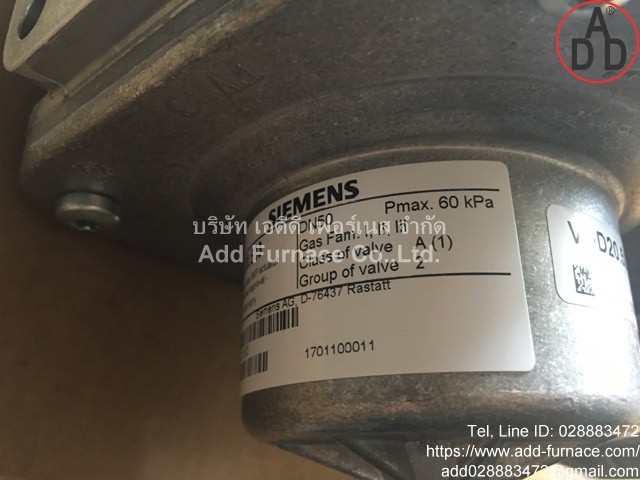 ADD
SIEMENS
DN50 Pmax. 60 kPa
Gas Fam. I, II, III
Class of valve A (1)
Group of valve 2
Siemens AG, D-76437 Rastatt
1701100011
บริษัท เอดีดี เฟอร์เนส จำกัด
Add Furnace Co.,Ltd.
Tel, Line ID: 028883472
https://www.add-furnace.com/
add028883472@gmail.com